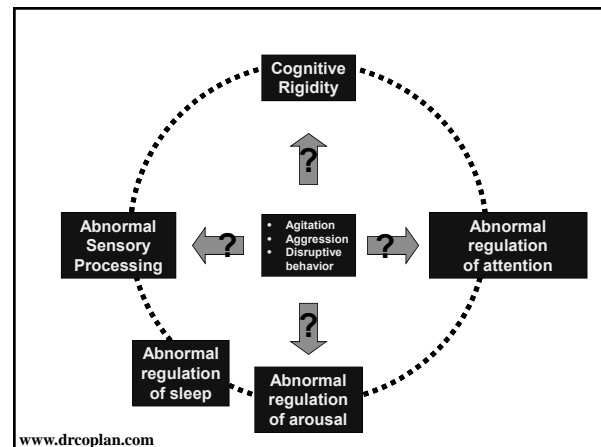 Cognitive
Rigidity
?
Abnormal
Sensory
Processing
?
• Agitation
• Aggression
• Disruptive
behavior
?
Abnormal
regulation
of attention
?
Abnormal
regulation
of sleep
Abnormal
regulation
of arousal
www.drcoplan.com